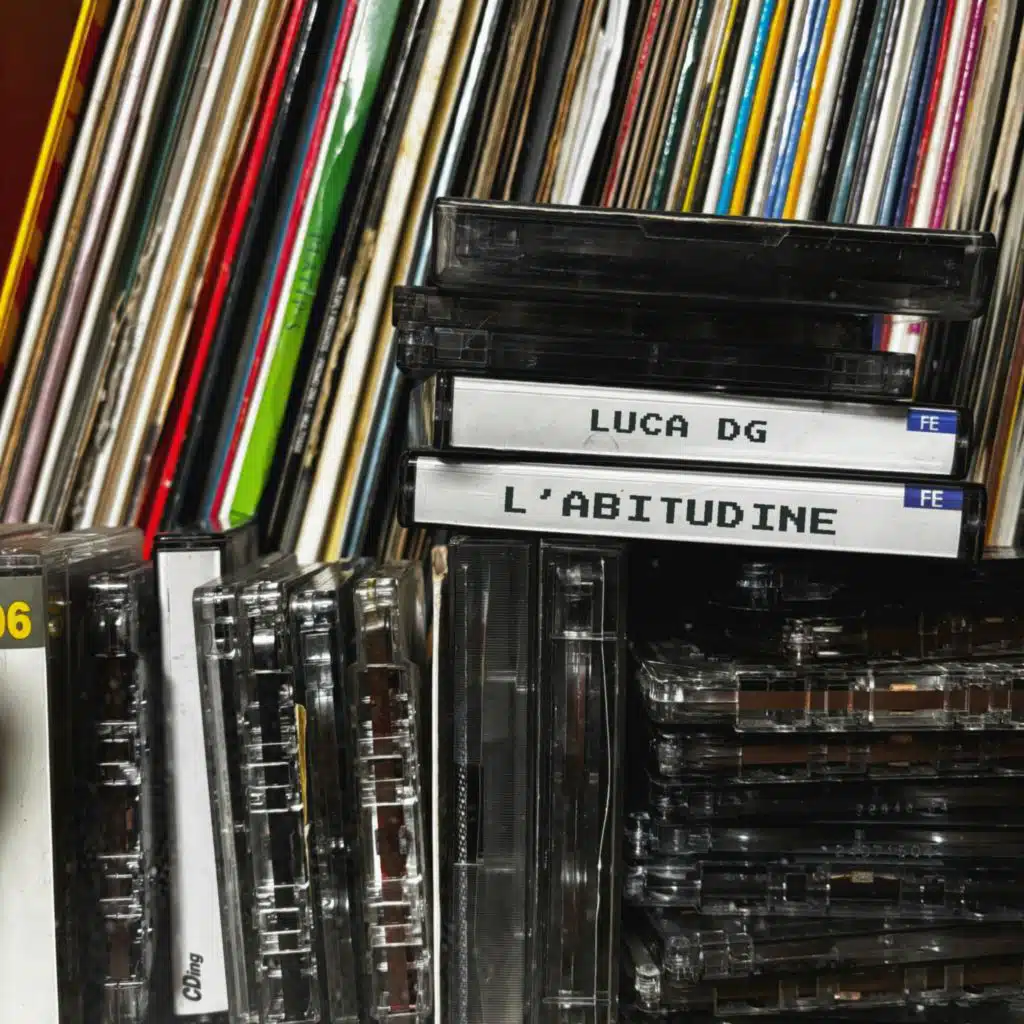 LUCA DG
FE
L'ABITUDINE
FE
06
CDing